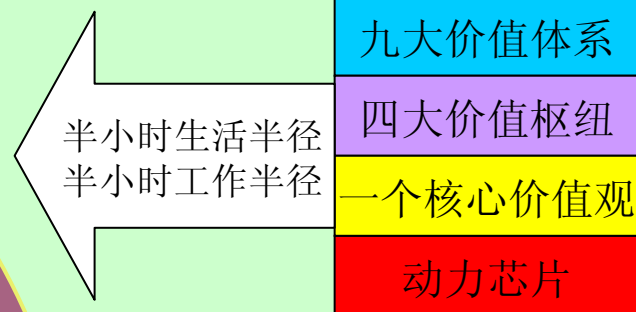 半小时生活半径
半小时工作半径
九大价值体系
四大价值枢纽
一个核心价值观
动力芯片